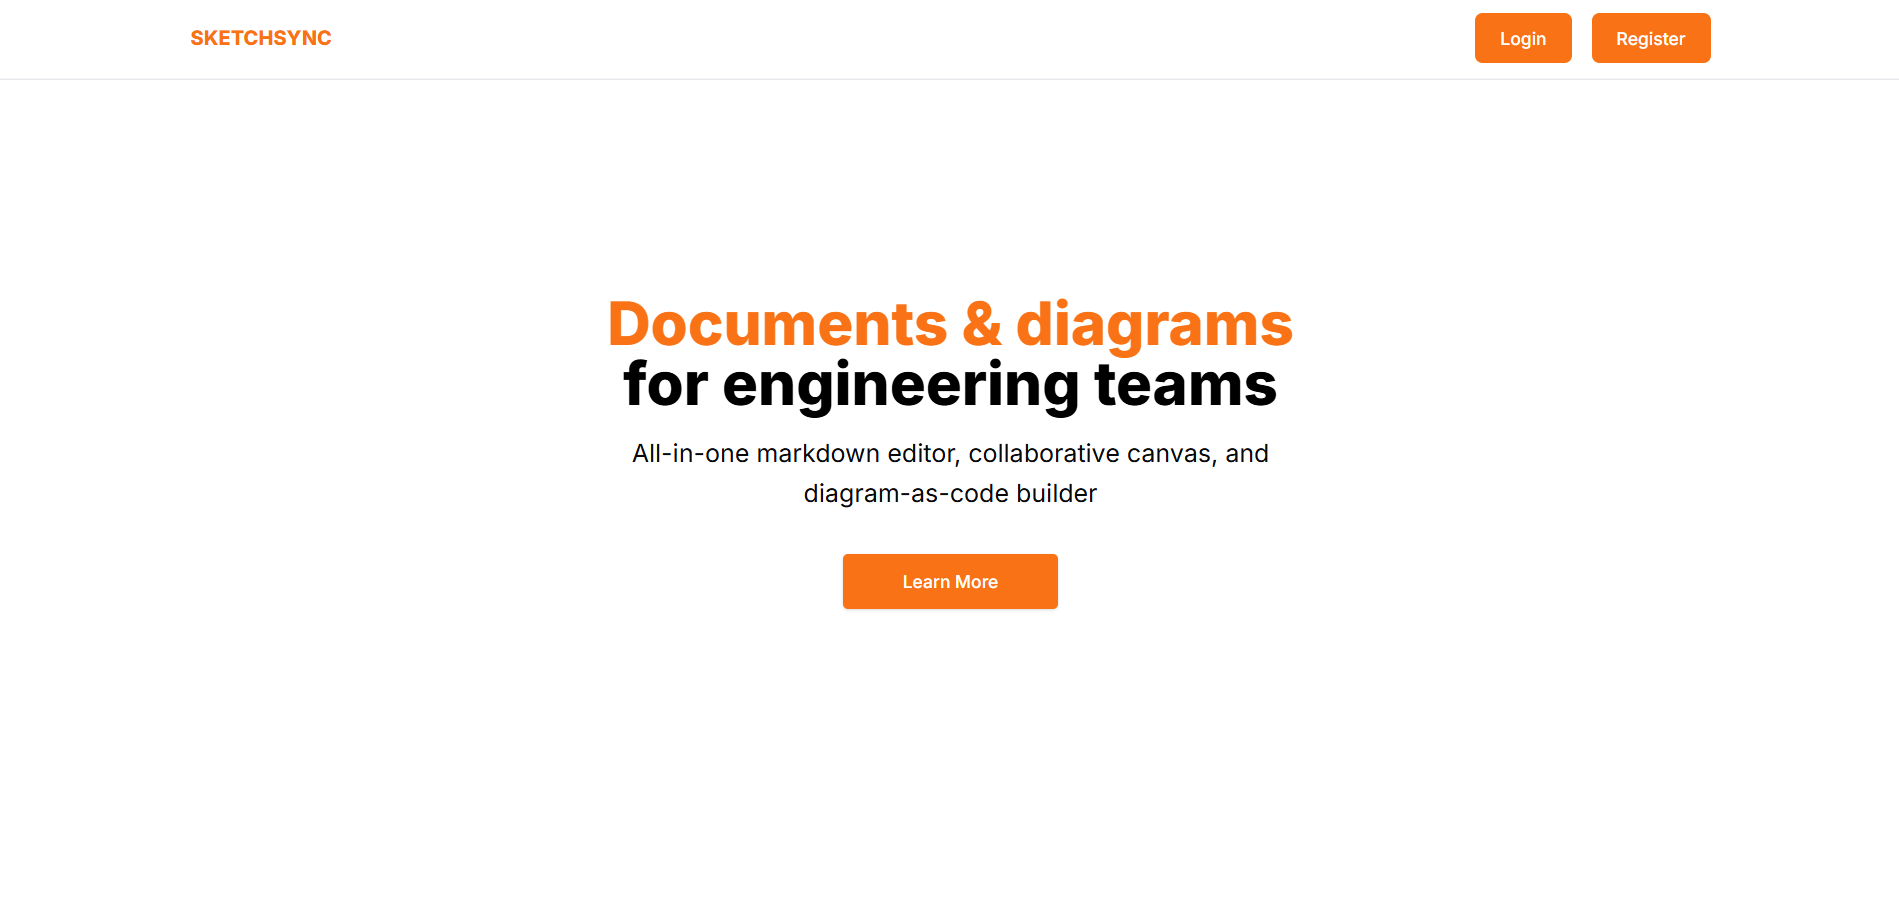 SKETCHSYNC
Login
Register
Documents & diagrams
for engineering teams
All-in-one markdown editor, collaborative canvas, and
diagram-as-code builder
Learn More